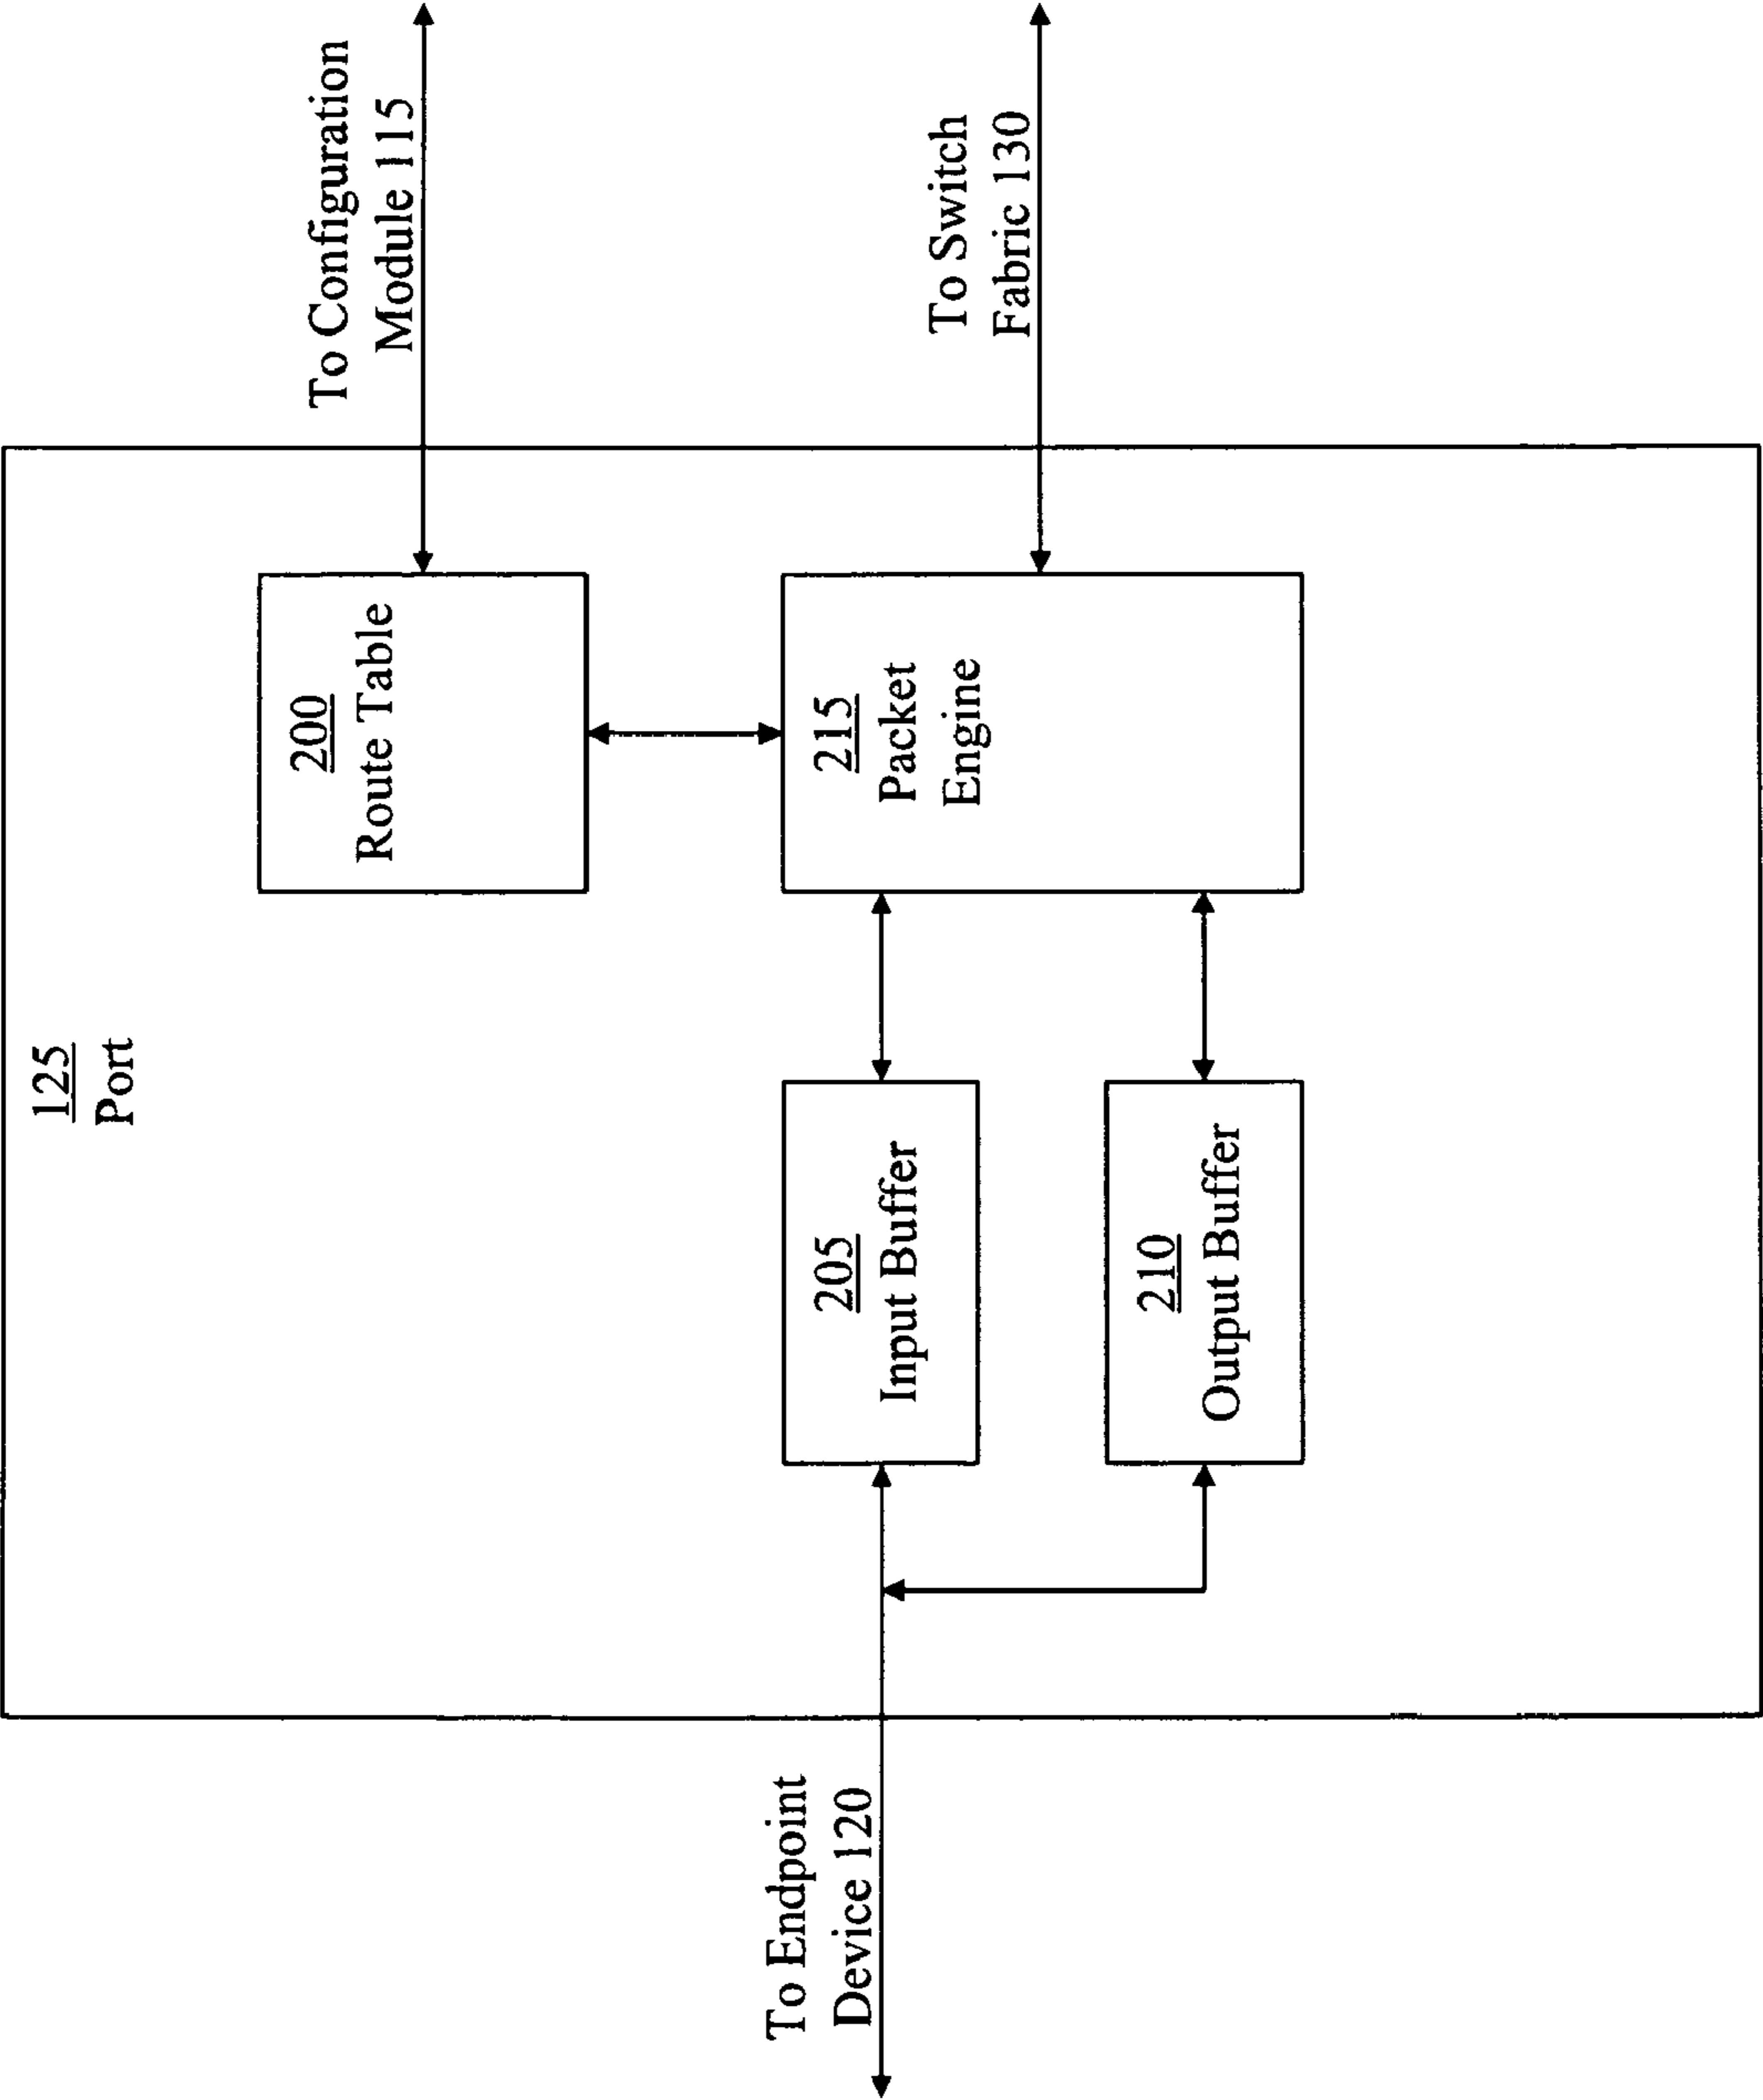 125
Port
To Configuration
Module 115
200
Route Table
To Endpoint
Device 120
205
Input Buffer
215
Packet
Engine
To Switch
Fabric 130
210
Output Buffer